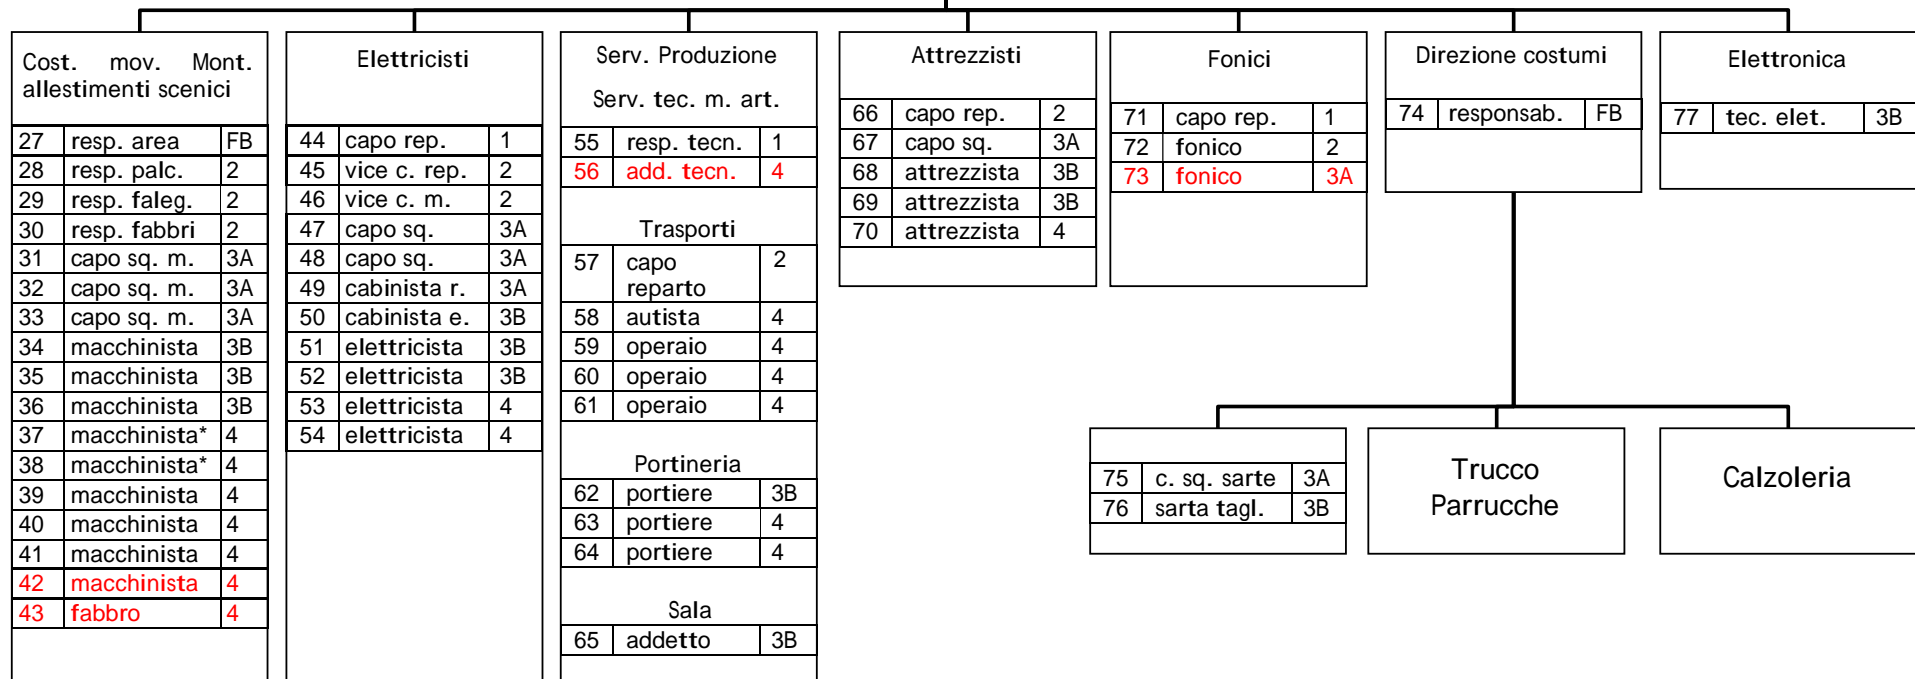 Cost. mov. Mont.
allestimenti scenici
27 resp. area FB
28 resp. palc. 2
29 resp. faleg. 2
30 resp. fabbri 2
31 capo sq. m. 3A
32 capo sq. m. 3A
33 capo sq. m. 3A
34 macchinista 3B
35 macchinista 3B
36 macchinista 3B
37 macchinista* 4
38 macchinista* 4
39 macchinista 4
40 macchinista 4
41 macchinista 4
42 macchinista 4
43 fabbro 4
Elettricisti
44 capo rep. 1
45 vice c. rep. 2
46 vice c. m. 2
47 capo sq. 3A
48 capo sq. 3A
49 cabinista r. 3A
50 cabinista e. 3B
51 elettricista 3B
52 elettricista 3B
53 elettricista 4
54 elettricista 4
Serv. Produzione
Serv. tec. m. art.
55 resp. tecn. 1
56 add. tecn. 4
Trasporti
57 capo 2
reparto
58 autista 4
59 operaio 4
60 operaio 4
61 operaio 4
Portineria
62 portiere 3B
63 portiere 4
64 portiere 4
Sala
65 addetto 3B
Attrezzisti
66 capo rep. 2
67 capo sq. 3A
68 attrezzista 3B
69 attrezzista 3B
70 attrezzista 4
Fonici
71 capo rep. 1
72 fonico 2
73 fonico 3A
Direzione costumi
74 responsab. FB
75 c. sq. sarte 3A
76 sarta tagl. 3B
Trucco
Parrucche
Calzoleria
Elettronica
77 tec. elet. 3B